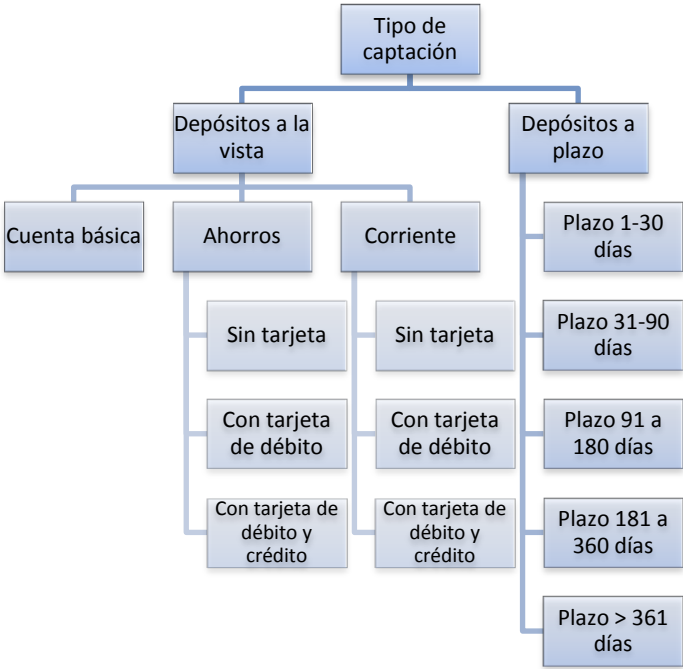 Tipo de
captación
Depósitos a la
vista
Depósitos a
plazo
Cuenta básica
Ahorros
Corriente
Sin tarjeta
Con tarjeta
de débito
Con tarjeta de
débito y
crédito
Sin tarjeta
Con tarjeta
de débito
Con tarjeta de
débito y
crédito
Plazo 1-30
días
Plazo 31-90
días
Plazo 91 a
180 días
Plazo 181 a
360 días
Plazo > 361
días